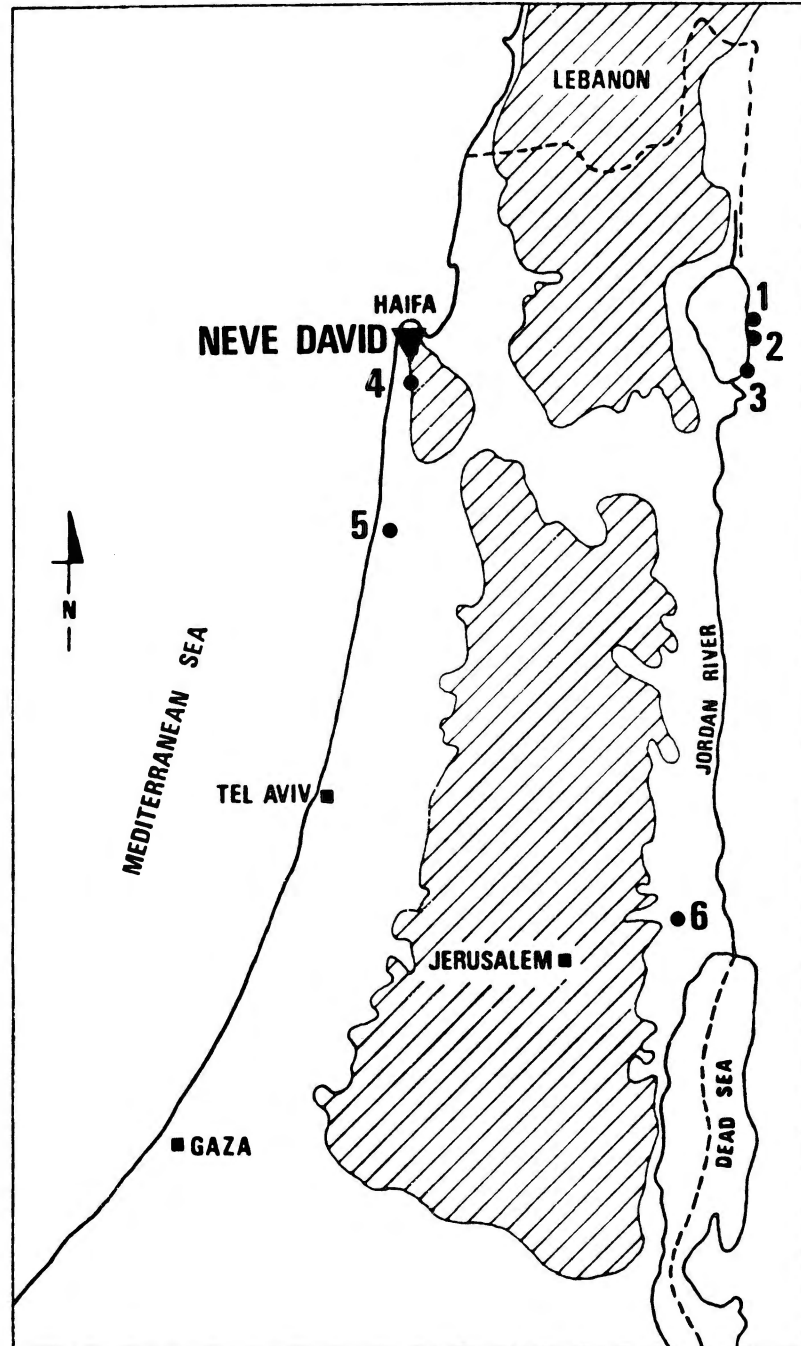 LEBANON
HAIFA
NEVE DAVID
1
2
3
4
5
N
MEDITERRANEAN SEA
JORDAN RIVER
TEL AVIV
6
JERUSALEM
DEAD SEA
GAZA